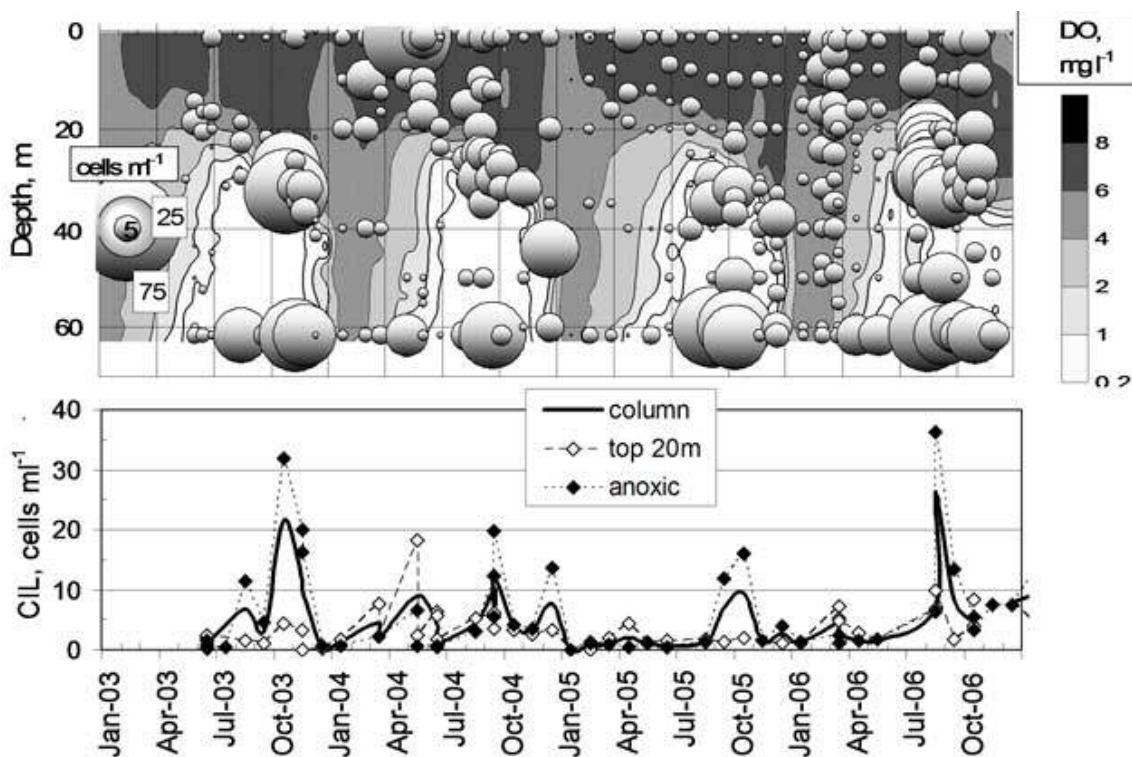 0
20
40
60
Depth, m
cells ml-1
5
25
75
DO,
mg l-1
8
6
4
2
1
0.2
40
30
20
10
0
CIL, cells ml-1
column
top 20m
anoxic
Jan-03
Apr-03
Jul-03
Oct-03
Jan-04
Apr-04
Jul-04
Oct-04
Jan-05
Apr-05
Jul-05
Oct-05
Jan-06
Apr-06
Jul-06
Oct-06